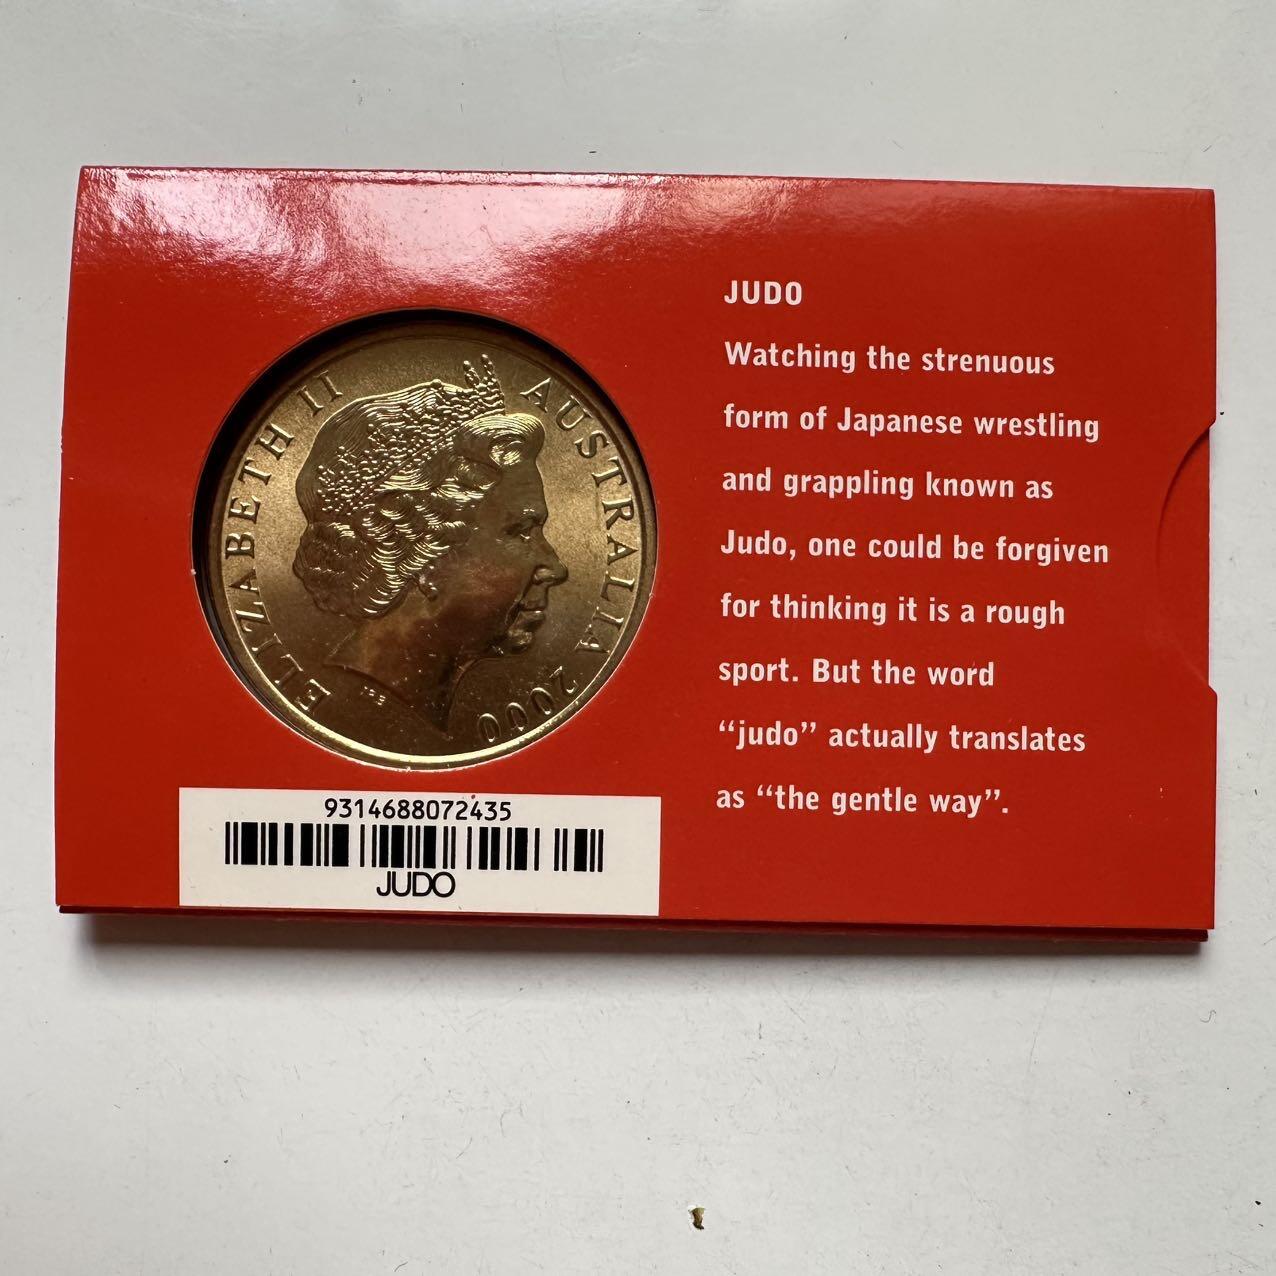 JUDO
Watching the strenuous
form of Japanese wrestling
and grappling known as
Judo, one could be forgiven
for thinking it is a rough
sport. But the word
“judo” actually translates
as “the gentle way”.
ELIZABETH II
AUSTRALIA 2000
IRB
9314688072435
JUDO